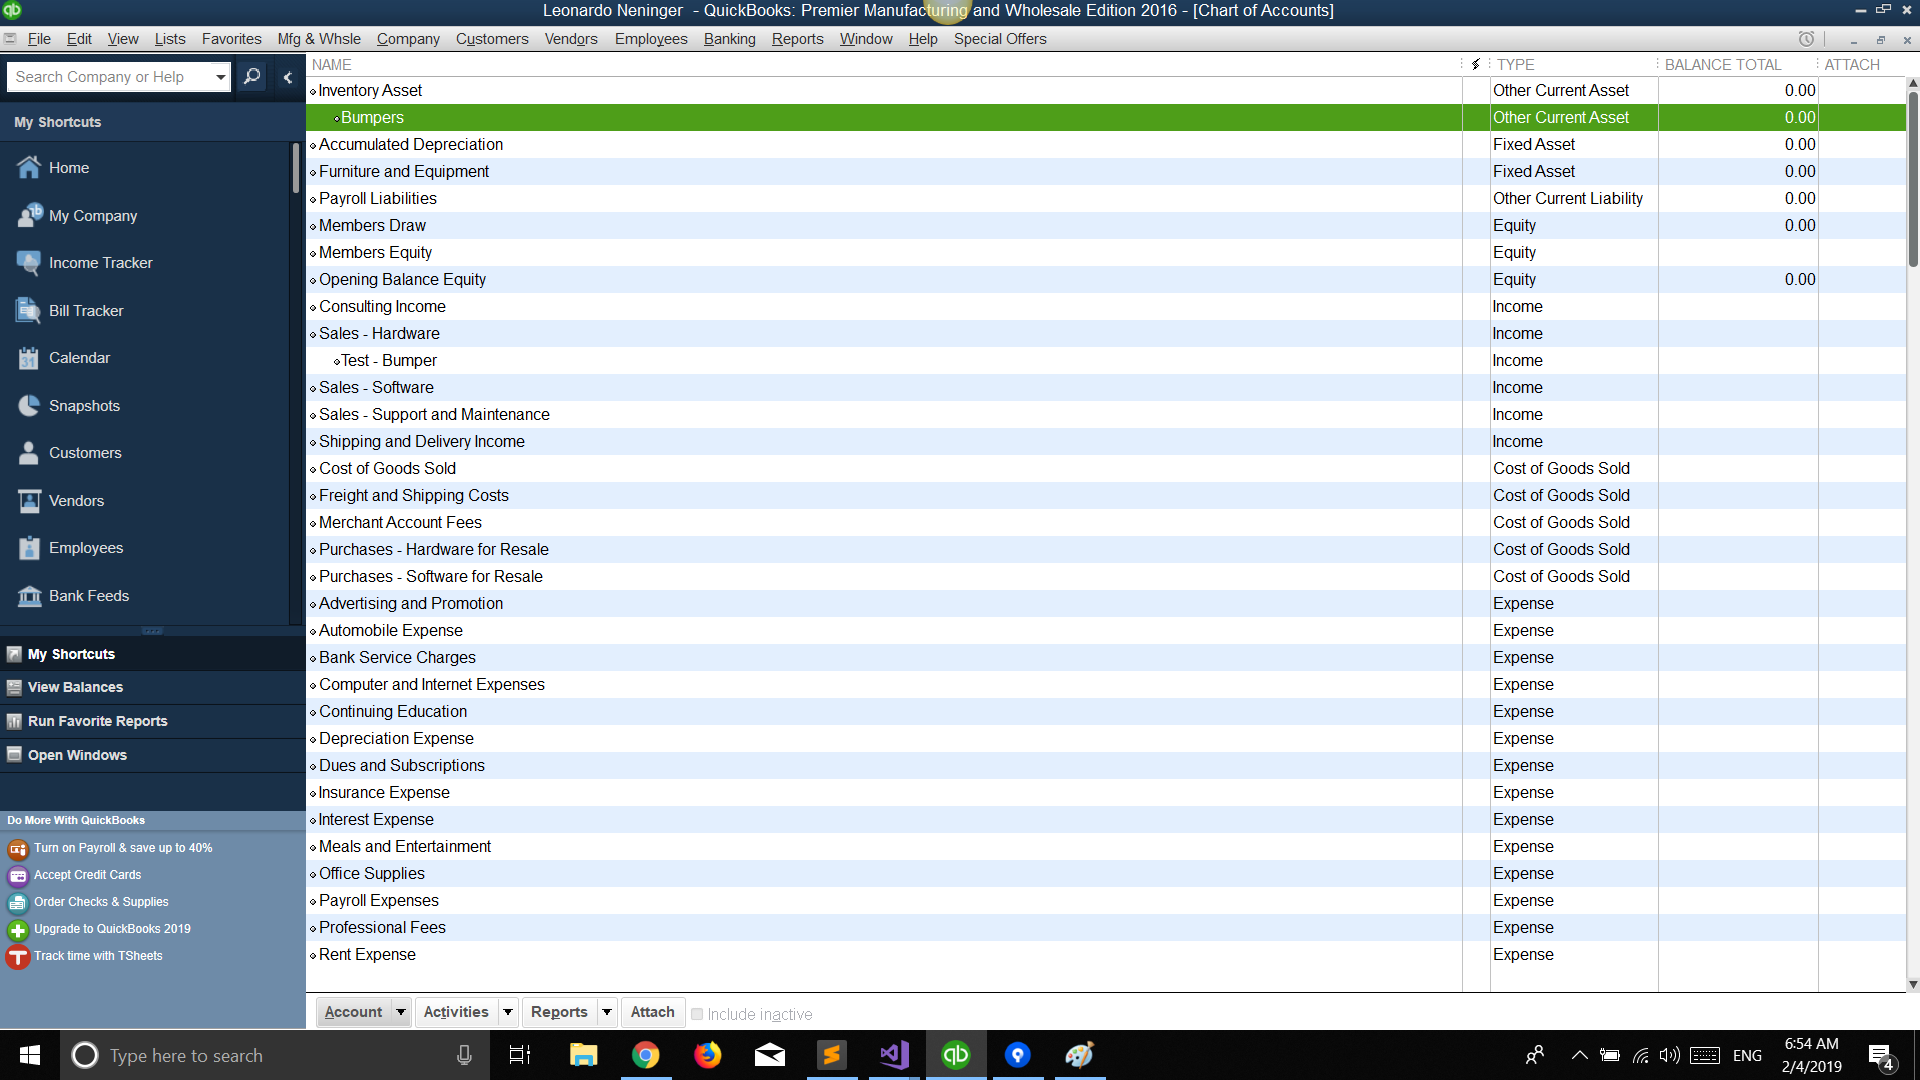 Leonardo Neninger - QuickBooks: Premier Manufacturing and Wholesale Edition 2016 - [Chart of Accounts]
File Edit View Lists Favorites Mfg & Whsle Company Customers Vendors Employees Banking Reports Window Help Special Offers
Search Company or Help
My Shortcuts
Home
My Company
Income Tracker
Bill Tracker
31
Calendar
Snapshots
Customers
Vendors
Employees
Bank Feeds
My Shortcuts
View Balances
Run Favorite Reports
Open Windows
Do More With QuickBooks
Turn on Payroll & save up to 40%
Accept Credit Cards
Order Checks & Supplies
Upgrade to QuickBooks 2019
Track time with TSheets
NAME TYPE BALANCE TOTAL ATTACH
Inventory Asset Other Current Asset 0.00
Bumpers Other Current Asset 0.00
Accumulated Depreciation Fixed Asset 0.00
Furniture and Equipment Fixed Asset 0.00
Payroll Liabilities Other Current Liability 0.00
Members Draw Equity 0.00
Members Equity Equity
Opening Balance Equity Equity 0.00
Consulting Income Income
Sales - Hardware Income
Test - Bumper Income
Sales - Software Income
Sales - Support and Maintenance Income
Shipping and Delivery Income Income
Cost of Goods Sold Cost of Goods Sold
Freight and Shipping Costs Cost of Goods Sold
Merchant Account Fees Cost of Goods Sold
Purchases - Hardware for Resale Cost of Goods Sold
Purchases - Software for Resale Cost of Goods Sold
Advertising and Promotion Expense
Automobile Expense Expense
Bank Service Charges Expense
Computer and Internet Expenses Expense
Continuing Education Expense
Depreciation Expense Expense
Dues and Subscriptions Expense
Insurance Expense Expense
Interest Expense Expense
Meals and Entertainment Expense
Office Supplies Expense
Payroll Expenses Expense
Professional Fees Expense
Rent Expense Expense
Account Activities Reports Attach Include inactive
Type here to search
ENG
6:54 AM
2/4/2019
4